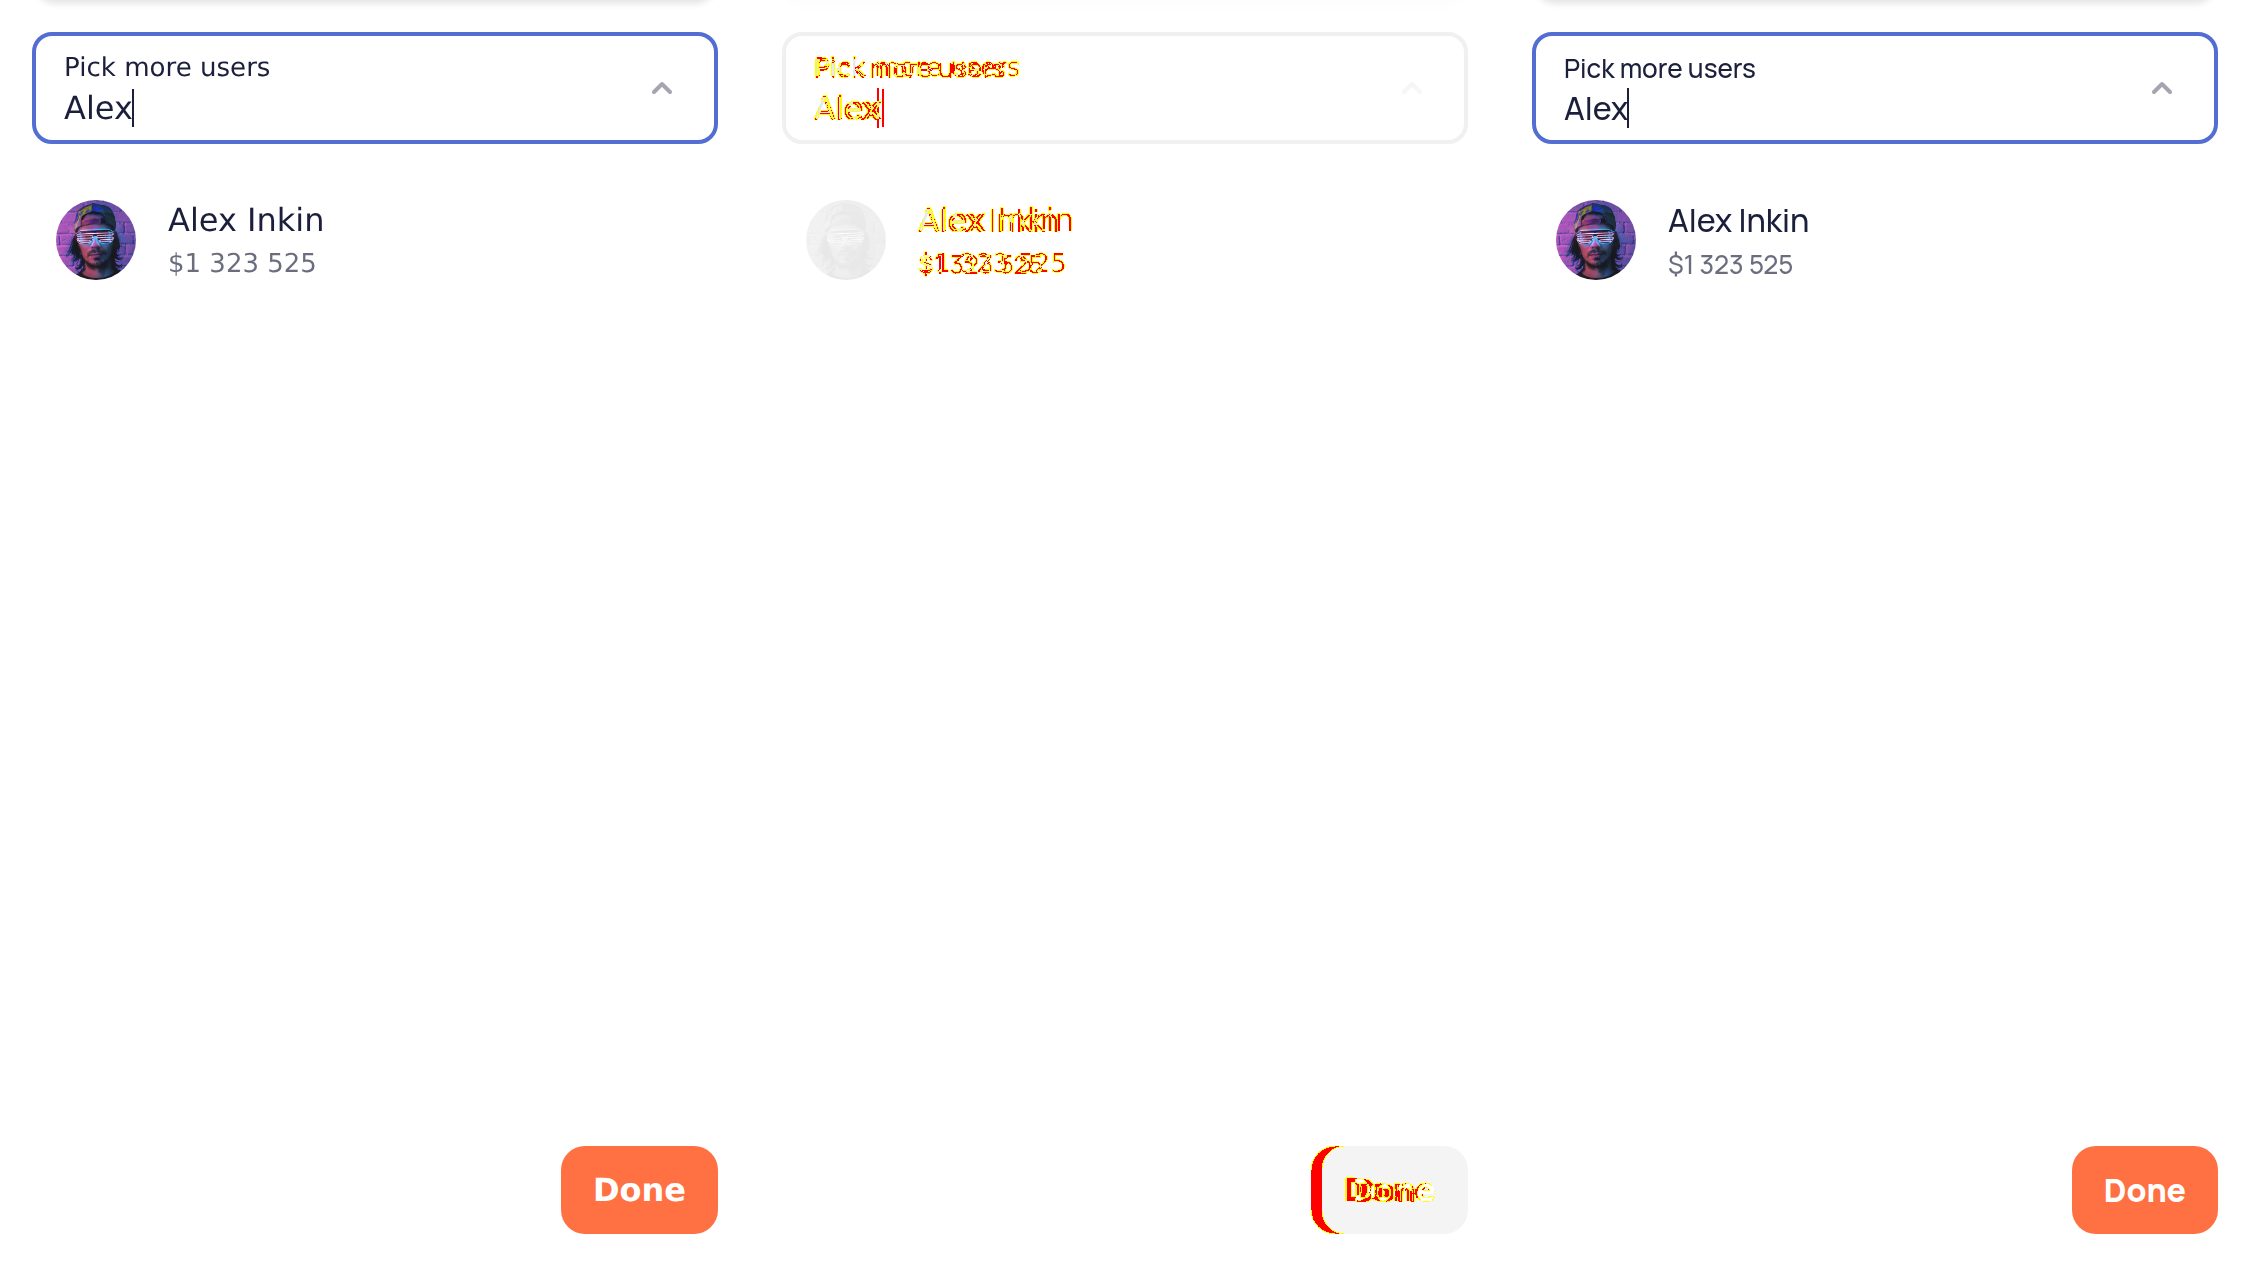 Pick more users
Alex
Alex Inkin
$1 323 525
Done
Pick more users
Alex
Alex Inkin
$1 323 525
Done
Pick more users
Alex
Alex Inkin
$1 323 525
Done